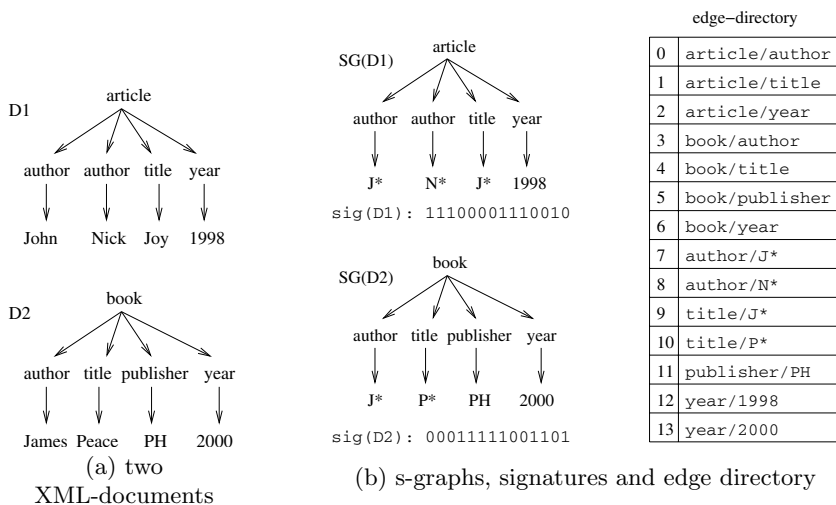 D1
article
author author title year
John Nick Joy 1998
D2
book
author title publisher year
James Peace PH 2000
(a) two
XML-documents
SG(D1)
article
author author title year
J* N* J* 1998
sig(D1): 11100001110010
SG(D2)
book
author title publisher year
J* P* PH 2000
sig(D2): 00011111001101
edge-directory
0 article/author
1 article/title
2 article/year
3 book/author
4 book/title
5 book/publisher
6 book/year
7 author/J*
8 author/N*
9 title/J*
10 title/P*
11 publisher/PH
12 year/1998
13 year/2000
(b) s-graphs, signatures and edge directory